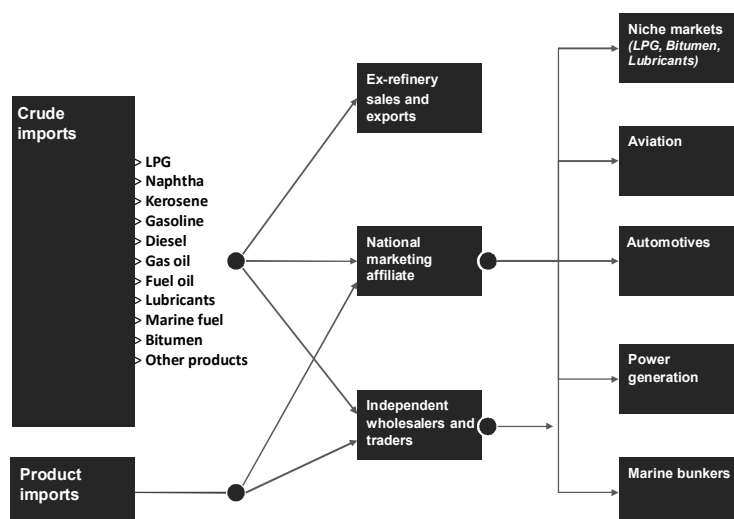 Crude
imports
> LPG
> Naphtha
> Kerosene
> Gasoline
> Diesel
> Gas oil
> Fuel oil
> Lubricants
> Marine fuel
> Bitumen
> Other products
Product
imports
Ex-refinery
sales and
exports
National
marketing
affiliate
Independent
wholesalers and
traders
Niche markets
(LPG, Bitumen,
Lubricants)
Aviation
Automotives
Power
generation
Marine bunkers